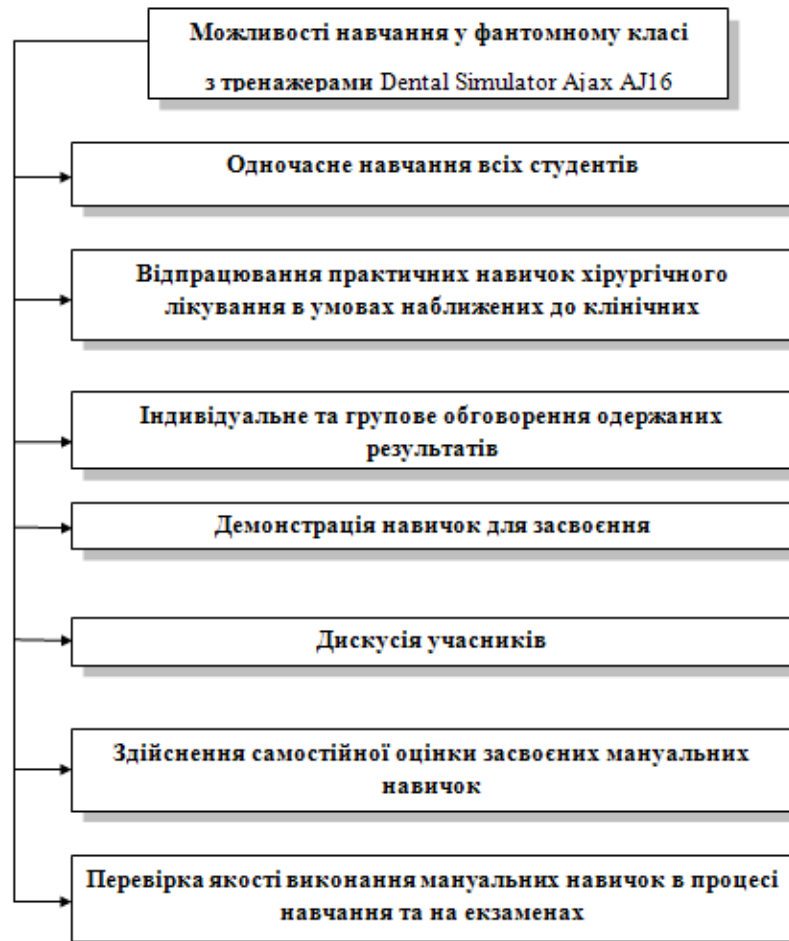 Можливості навчання у фантомному класі
з тренажерами Dental Simulator Ajax AJ16
Одночасне навчання всіх студентів
Відпрацювання практичних навичок хірургічного
лікування в умовах наближених до клінічних
Індивідуальне та групове обговорення одержаних
результатів
Демонстрація навичок для засвоєння
Дискусія учасників
Здійснення самостійної оцінки засвоєних мануальних
навичок
Перевірка якості виконання мануальних навичок в процесі
навчання та на екзаменах